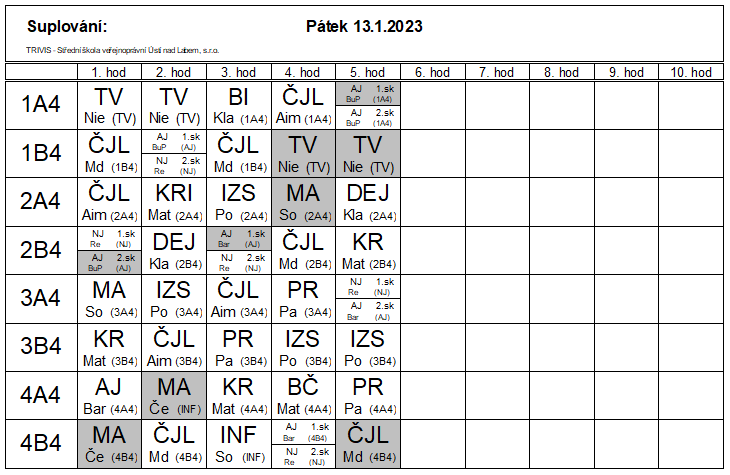 Suplování: Pátek 13.1.2023
TRIVIS - Střední škola veřejnoprávní Ústí nad Labem, s.r.o.
1. hod 2. hod 3. hod 4. hod 5. hod 6. hod 7. hod 8. hod 9. hod 10. hod
1A4 TV TV BI ČJL AJ 1.sk
BuP (1A4)
Nie (TV) Nie (TV) Kla (1A4) Aim (1A4) AJ 2.sk
BuP (1A4)
1B4 ČJL AJ 1.sk ČJL TV TV
BuP (AJ)
Md (1B4) NJ 2.sk Md (1B4) Nie (TV) Nie (TV)
Re (NJ)
2A4 ČJL KRI IZS MA DEJ
Aim (2A4) Mat (2A4) Po (2A4) So (2A4) Kla (2A4)
2B4 NJ 1.sk DEJ AJ 1.sk ČJL KR
Re (NJ) Bar (AJ)
AJ 2.sk Kla (2B4) NJ 2.sk Md (2B4) Mat (2B4)
BuP (AJ) Re (NJ)
3A4 MA IZS ČJL PR NJ 1.sk
Re (NJ)
So (3A4) Po (3A4) Aim (3A4) Pa (3A4) AJ 2.sk
Bar (AJ)
3B4 KR ČJL PR IZS IZS
Mat (3B4) Aim (3B4) Pa (3B4) Po (3B4) Po (3B4)
4A4 AJ MA KR BČ PR
Bar (4A4) Če (INF) Mat (4A4) Mat (4A4) Pa (4A4)
4B4 MA ČJL INF AJ 1.sk ČJL
Bar (4B4)
Če (4B4) Md (4B4) So (INF) NJ 2.sk Md (4B4)
Re (NJ)